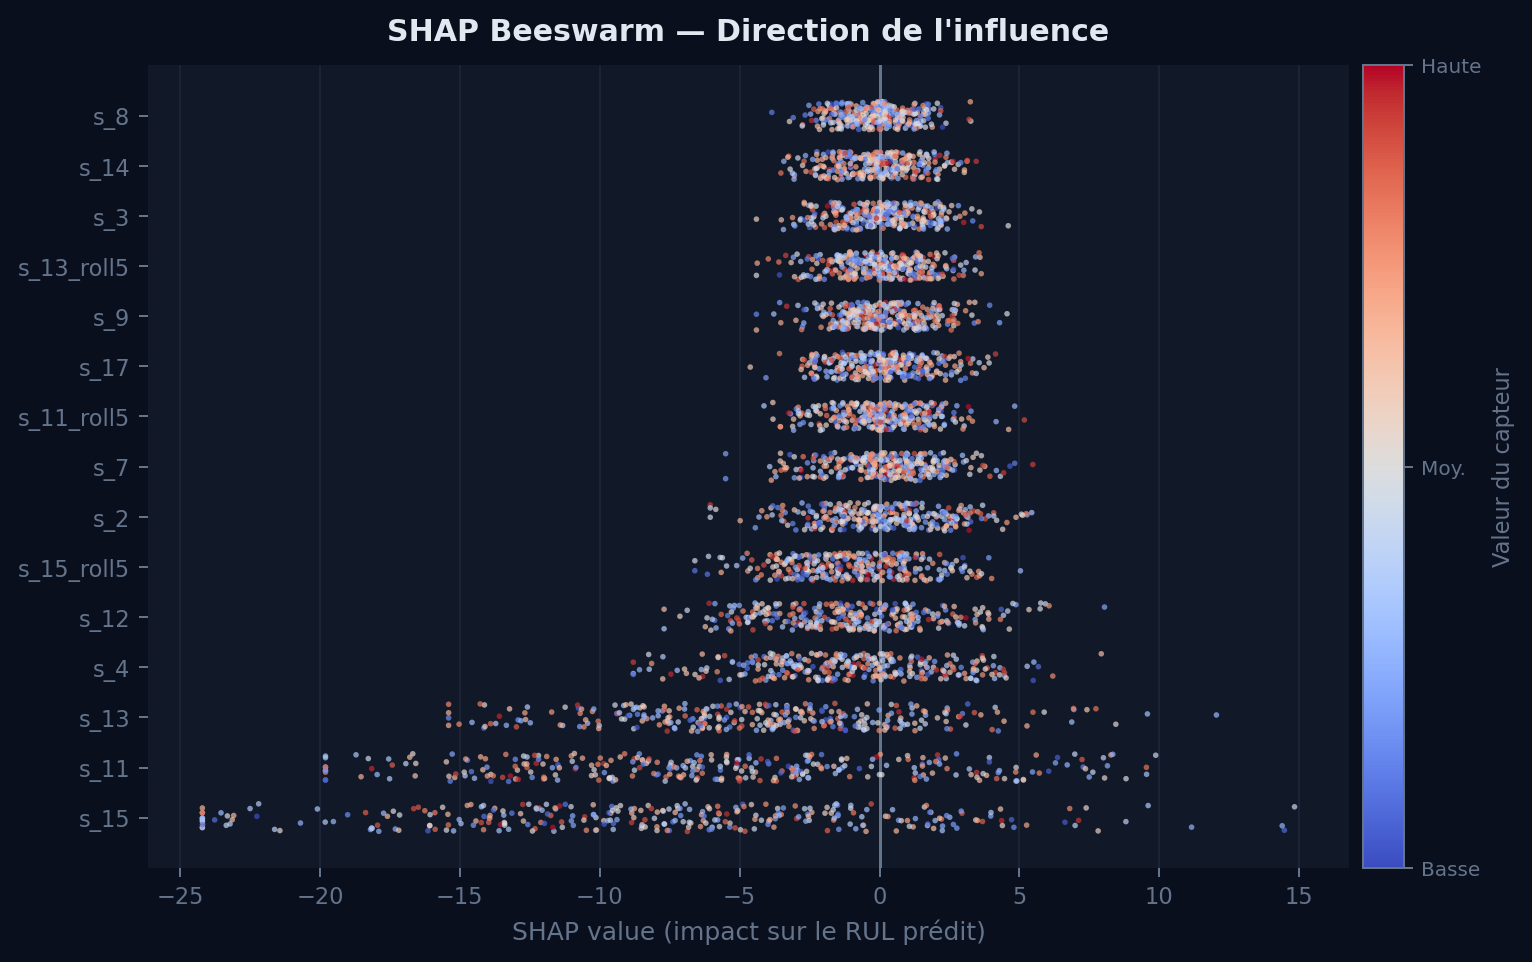 SHAP Beeswarm — Direction de l'influence
s_8
s_14
s_3
s_13_roll5
s_9
s_17
s_11_roll5
s_7
s_2
s_15_roll5
s_12
s_4
s_13
s_11
s_15
−25 −20 −15 −10 −5 0 5 10 15
SHAP value (impact sur le RUL prédit)
Haute
Moy.
Basse
Valeur du capteur